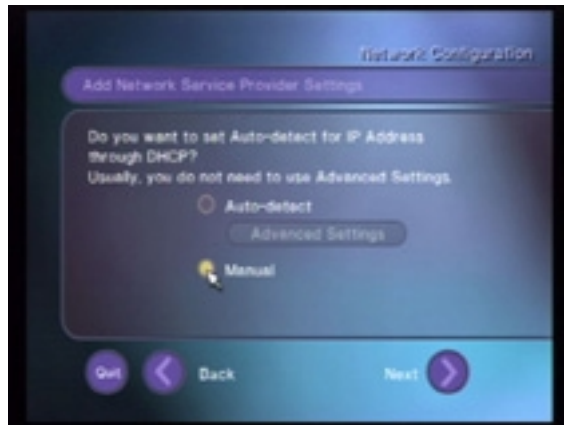 Network Configuration
Add Network Service Provider Settings
Do you want to set Auto-detect for IP Address
through DHCP?
Usually, you do not need to use Advanced Settings.
Auto-detect
Advanced Settings
Manual
Quit
Back
Next